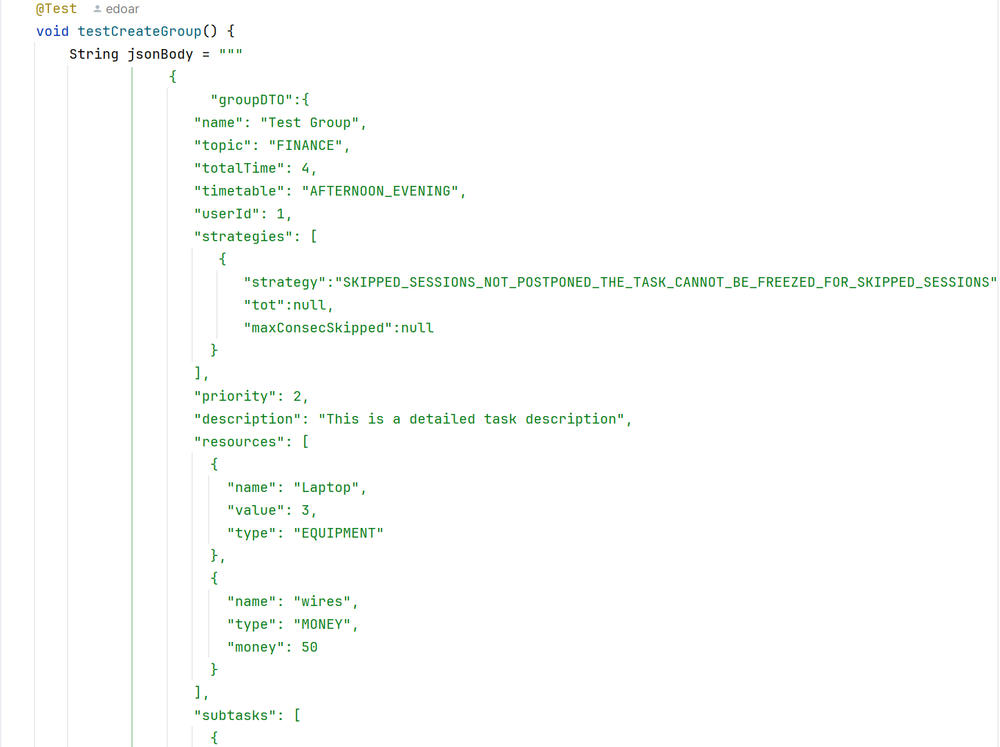 @Test edoar
void testCreateGroup() {
String jsonBody = """
{
"groupDTO":{
"name": "Test Group",
"topic": "FINANCE",
"totalTime": 4,
"timetable": "AFTERNOON_EVENING",
"userId": 1,
"strategies": [
{
"strategy":"SKIPPED_SESSIONS_NOT_POSTPONED_THE_TASK_CANNOT_BE_FREEZED_FOR_SKIPPED_SESSIONS"
"tot":null,
"maxConsecSkipped":null
}
],
"priority": 2,
"description": "This is a detailed task description",
"resources": [
{
"name": "Laptop",
"value": 3,
"type": "EQUIPMENT"
},
{
"name": "wires",
"type": "MONEY",
"money": 50
}
],
"subtasks": [
{